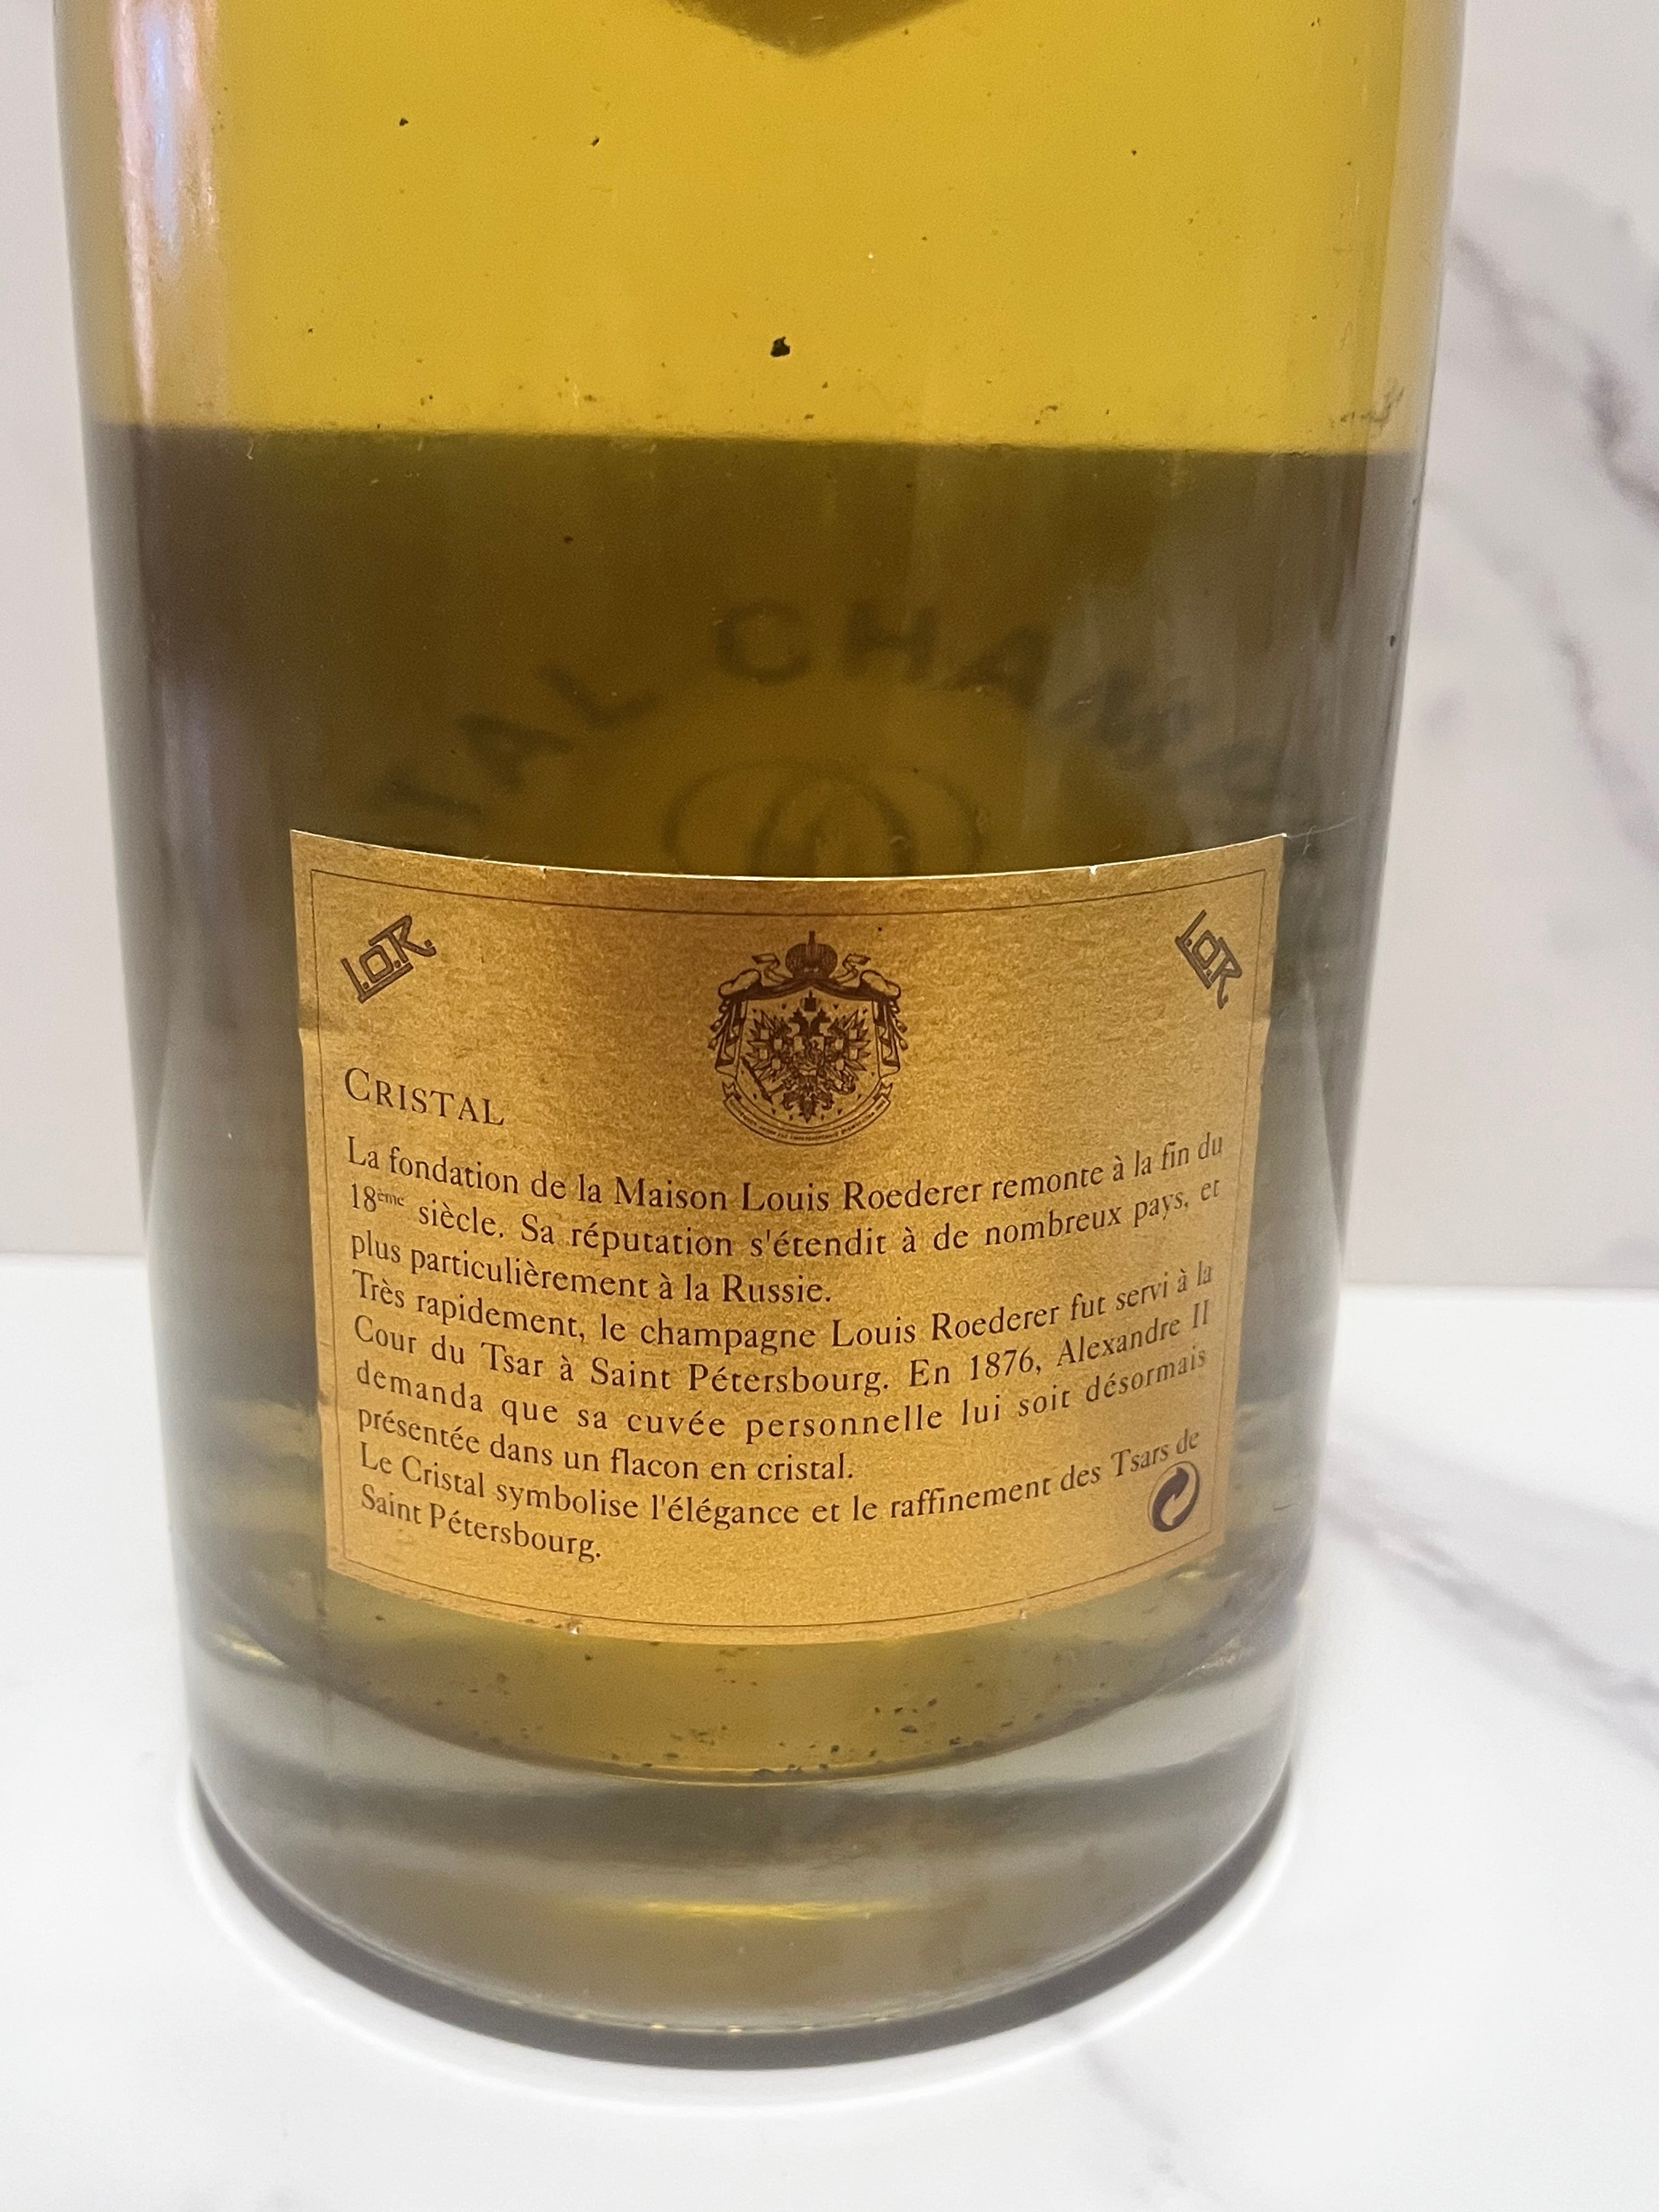 IAL CHAMP
L.O.R. L.O.R.
CRISTAL
La fondation de la Maison Louis Roederer remonte à la fin du
18ème siècle. Sa réputation s'étendit à de nombreux pays, et
plus particulièrement à la Russie.
Très rapidement, le champagne Louis Roederer fut servi à la
Cour du Tsar à Saint Pétersbourg. En 1876, Alexandre II
demanda que sa cuvée personnelle lui soit désormais
présentée dans un flacon en cristal.
Le Cristal symbolise l'élégance et le raffinement des Tsars de
Saint Pétersbourg.